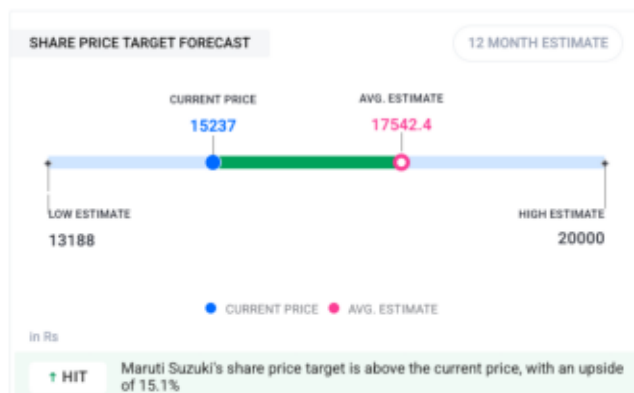 SHARE PRICE TARGET FORECAST
12 MONTH ESTIMATE
CURRENT PRICE
15237
AVG. ESTIMATE
17542.4
LOW ESTIMATE
13188
HIGH ESTIMATE
20000
CURRENT PRICE AVG. ESTIMATE
in Rs
↑ HIT
Maruti Suzuki's share price target is above the current price, with an upside
of 15.1%